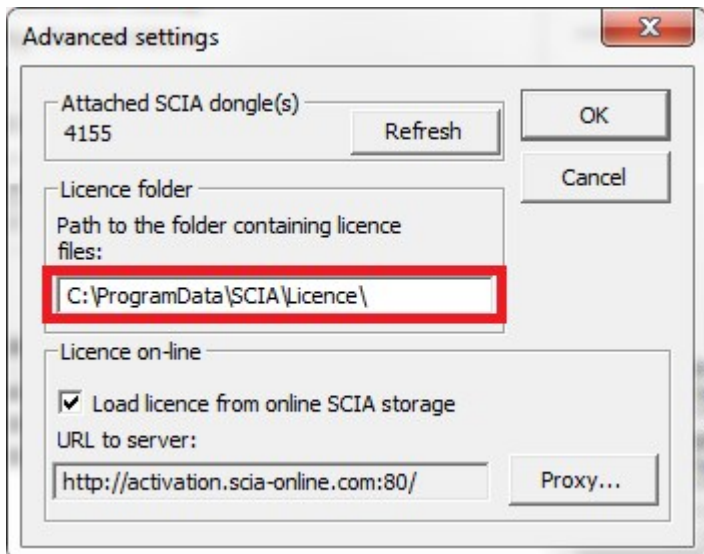 Advanced settings
Attached SCIA dongle(s)
4155
Refresh
OK
Cancel
Licence folder
Path to the folder containing licence
files:
C:\ProgramData\SCIA\Licence\
Licence on-line
Load licence from online SCIA storage
URL to server:
http://activation.scia-online.com:80/
Proxy...